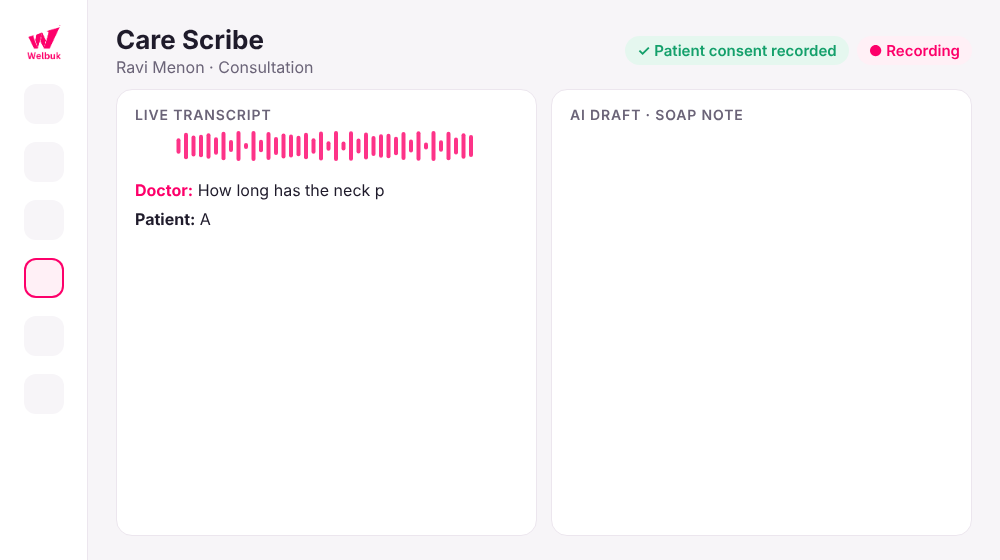 Welbuk
Care Scribe
Ravi Menon · Consultation
✓ Patient consent recorded
Recording
LIVE TRANSCRIPT
Doctor: How long has the neck p
Patient: A
AI DRAFT · SOAP NOTE